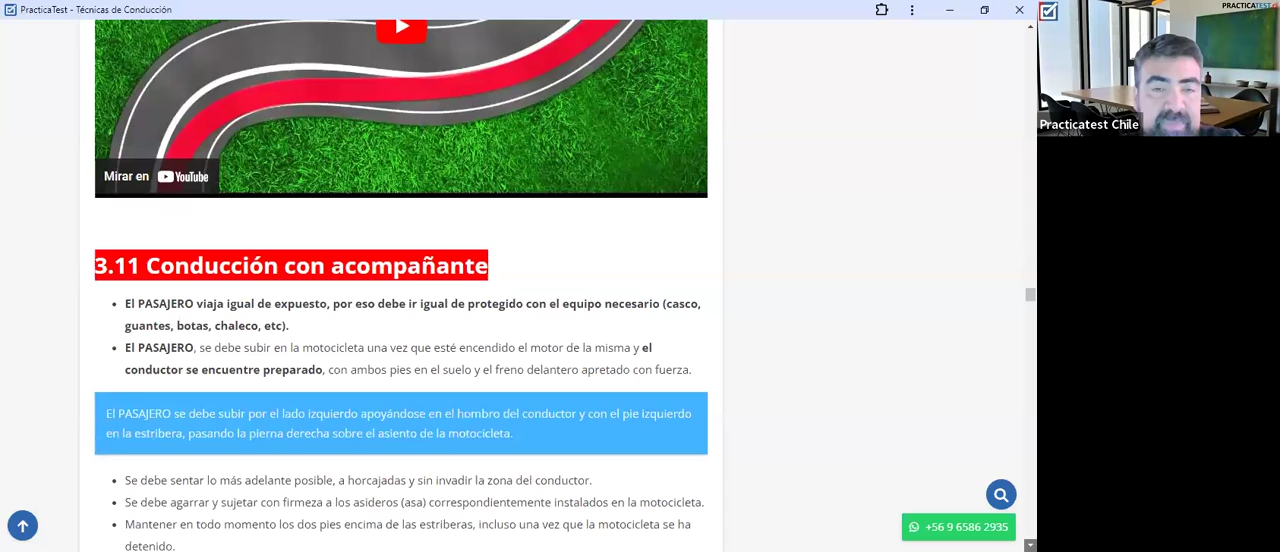 PracticaTest - Técnicas de Conducción
PRACTICATEST
Practicatest Chile
Mirar en YouTube
3.11 Conducción con acompañante
• El PASAJERO viaja igual de expuesto, por eso debe ir igual de protegido con el equipo necesario (casco,
guantes, botas, chaleco, etc).
• El PASAJERO, se debe subir en la motocicleta una vez que esté encendido el motor de la misma y el
conductor se encuentre preparado, con ambos pies en el suelo y el freno delantero apretado con fuerza.
El PASAJERO se debe subir por el lado izquierdo apoyándose en el hombro del conductor y con el pie izquierdo
en la estribera, pasando la pierna derecha sobre el asiento de la motocicleta.
• Se debe sentar lo más adelante posible, a horcajadas y sin invadir la zona del conductor.
• Se debe agarrar y sujetar con firmeza a los asideros (asa) correspondientemente instalados en la motocicleta.
• Mantener en todo momento los dos pies encima de las estriberas, incluso una vez que la motocicleta se ha
detenido.
+56 9 6586 2935